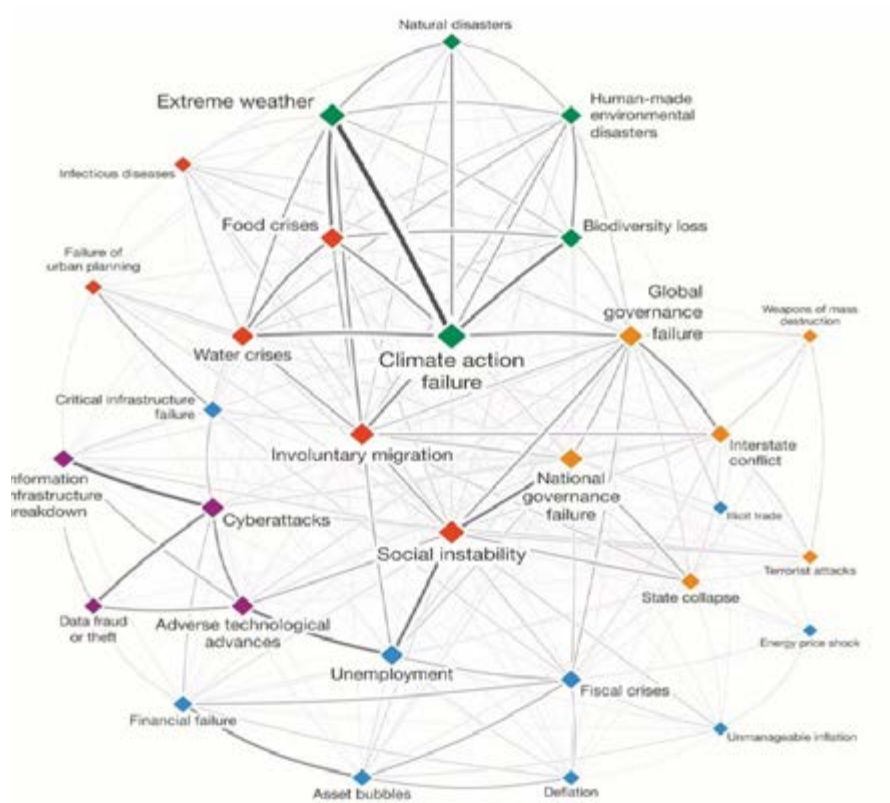 Natural disasters
Extreme weather
Human-made
environmental
disasters
Infectious diseases
Food crises
Biodiversity loss
Failure of
urban planning
Global
governance
failure
Weapons of mass
destruction
Water crises
Climate action
failure
Critical infrastructure
failure
Involuntary migration
Interstate
conflict
nformation
nfrastructure
reakdown
National
governance
failure
Cyberattacks
Illicit trade
Social instability
Terrorist attacks
State collapse
Data fraud
or theft
Adverse technological
advances
Energy price shock
Unemployment
Fiscal crises
Financial failure
Unmanageable inflation
Asset bubbles
Deflation